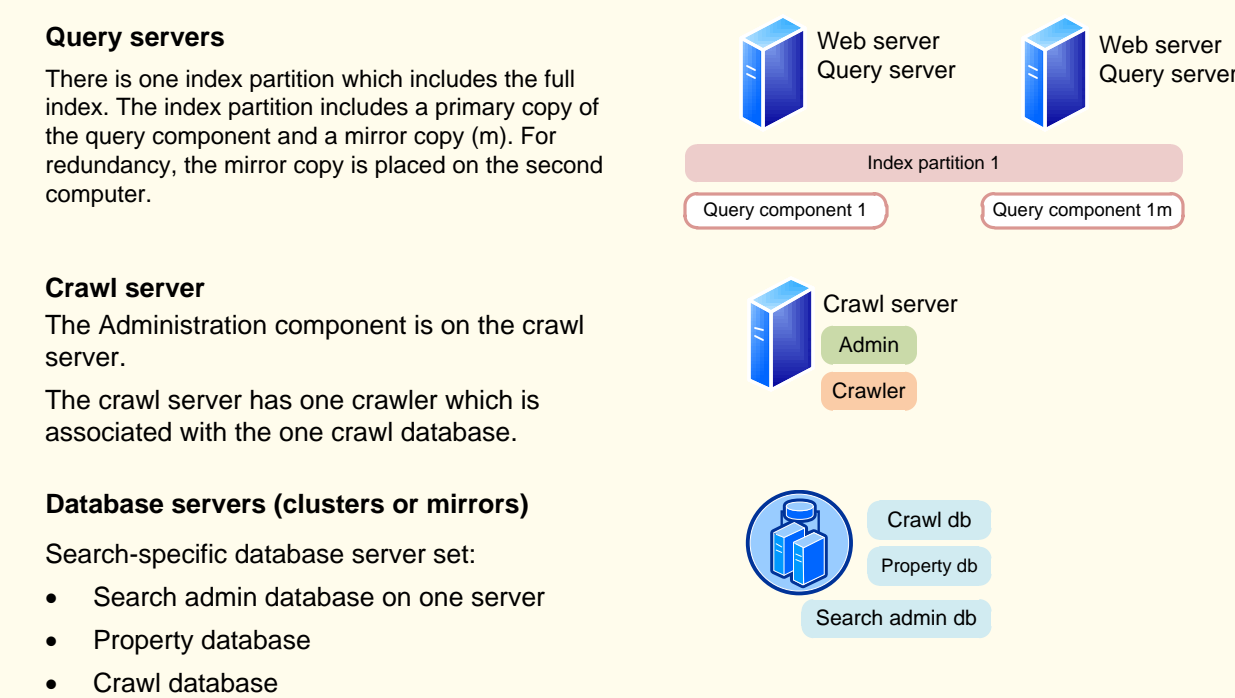 Query servers
There is one index partition which includes the full
index. The index partition includes a primary copy of
the query component and a mirror copy (m). For
redundancy, the mirror copy is placed on the second
computer.
Web server
Query server
Web server
Query server
Index partition 1
Query component 1
Query component 1m
Crawl server
The Administration component is on the crawl
server.
The crawl server has one crawler which is
associated with the one crawl database.
Crawl server
Admin
Crawler
Database servers (clusters or mirrors)
Search-specific database server set:
• Search admin database on one server
• Property database
• Crawl database
Crawl db
Property db
Search admin db